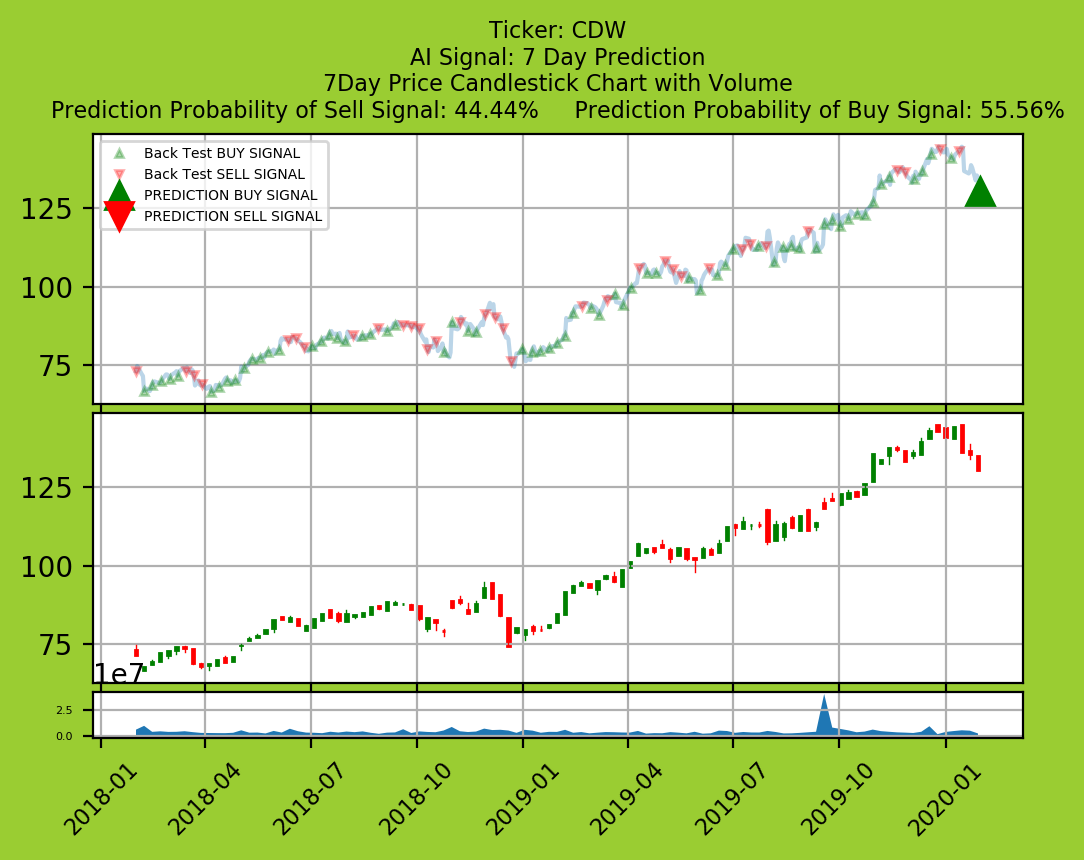 Ticker: CDW
AI Signal: 7 Day Prediction
7Day Price Candlestick Chart with Volume
Prediction Probability of Sell Signal: 44.44%     Prediction Probability of Buy Signal: 55.56%
Back Test BUY SIGNAL
Back Test SELL SIGNAL
PREDICTION BUY SIGNAL
PREDICTION SELL SIGNAL
125
100
75
125
100
75
1e7
2.5
0.0
2018-01 2018-04 2018-07 2018-10 2019-01 2019-04 2019-07 2019-10 2020-01